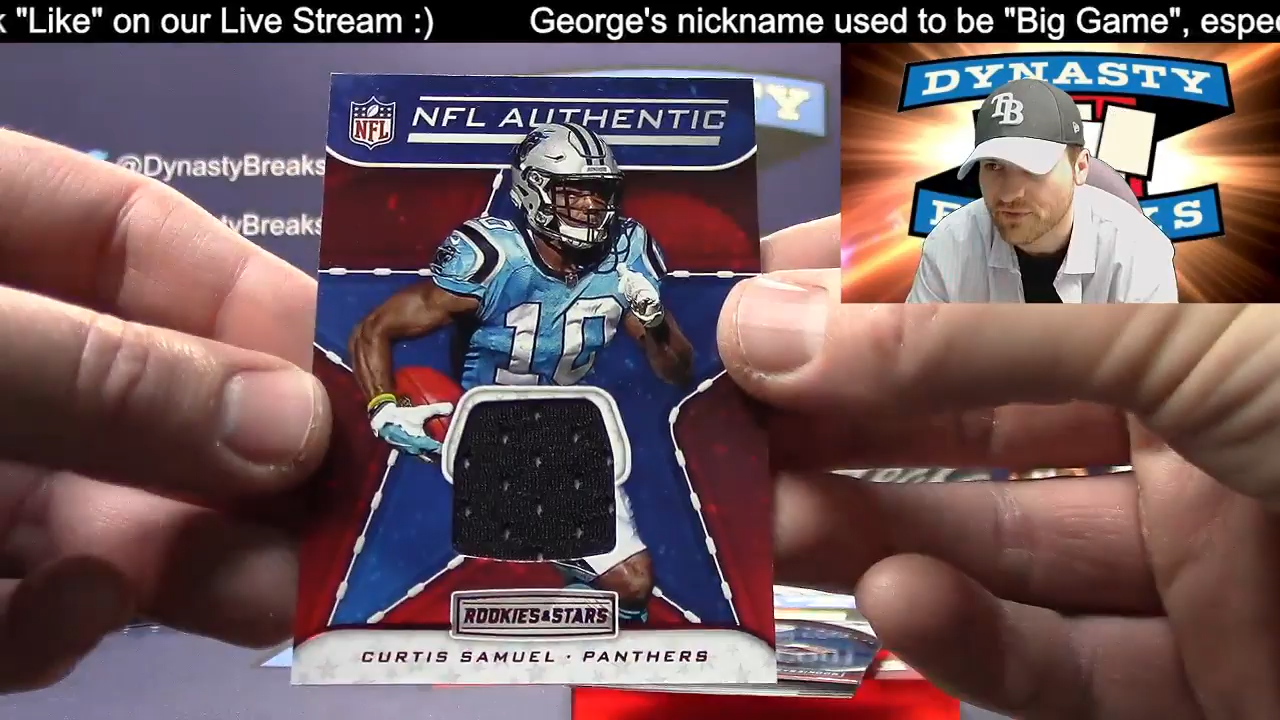 "Like" on our Live Stream :) George's nickname used to be "Big Game",
@DynastyBreaks
Breaks
NFL AUTHENTIC
NFL
10
ROOKIES & STARS
CURTIS SAMUEL · PANTHERS
DYNASTY
TB